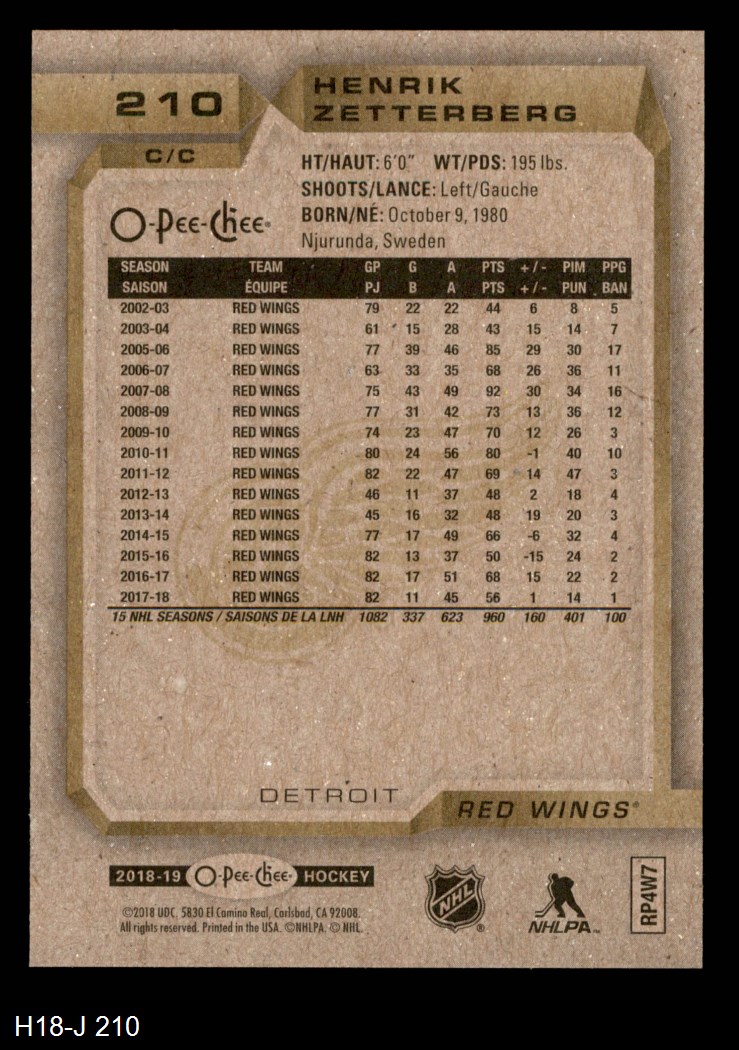 210
HENRIK
ZETTERBERG
C/C
HT/HAUT: 6'0" WT/PDS: 195 lbs.
SHOOTS/LANCE: Left/Gauche
BORN/NÉ: October 9, 1980
Njurunda, Sweden
O-Pee-Chee
SEASON TEAM GP G A PTS +/- PIM PPG
SAISON ÉQUIPE PJ B A PTS +/- PUN BAN
2002-03 RED WINGS 79 22 22 44 6 8 5
2003-04 RED WINGS 61 15 28 43 15 14 7
2005-06 RED WINGS 77 39 46 85 29 30 17
2006-07 RED WINGS 63 33 35 68 26 36 11
2007-08 RED WINGS 75 43 49 92 30 34 16
2008-09 RED WINGS 77 31 42 73 13 36 12
2009-10 RED WINGS 74 23 47 70 12 26 3
2010-11 RED WINGS 80 24 56 80 -1 40 10
2011-12 RED WINGS 82 22 47 69 14 47 3
2012-13 RED WINGS 46 11 37 48 2 18 4
2013-14 RED WINGS 45 16 32 48 19 20 3
2014-15 RED WINGS 77 17 49 66 -6 32 4
2015-16 RED WINGS 82 13 37 50 -15 24 2
2016-17 RED WINGS 82 17 51 68 15 22 2
2017-18 RED WINGS 82 11 45 56 1 14 1
15 NHL SEASONS / SAISONS DE LA LNH 1082 337 623 960 160 401 100
DETROIT
RED WINGS®
2018-19 O-Pee-Chee HOCKEY
©2018 UDC. 5830 El Camino Real, Carlsbad, CA 92008.
All rights reserved. Printed in the USA. ©NHLPA. © NHL.
NHL ®
NHLPA™
RP4W7
H18-J 210